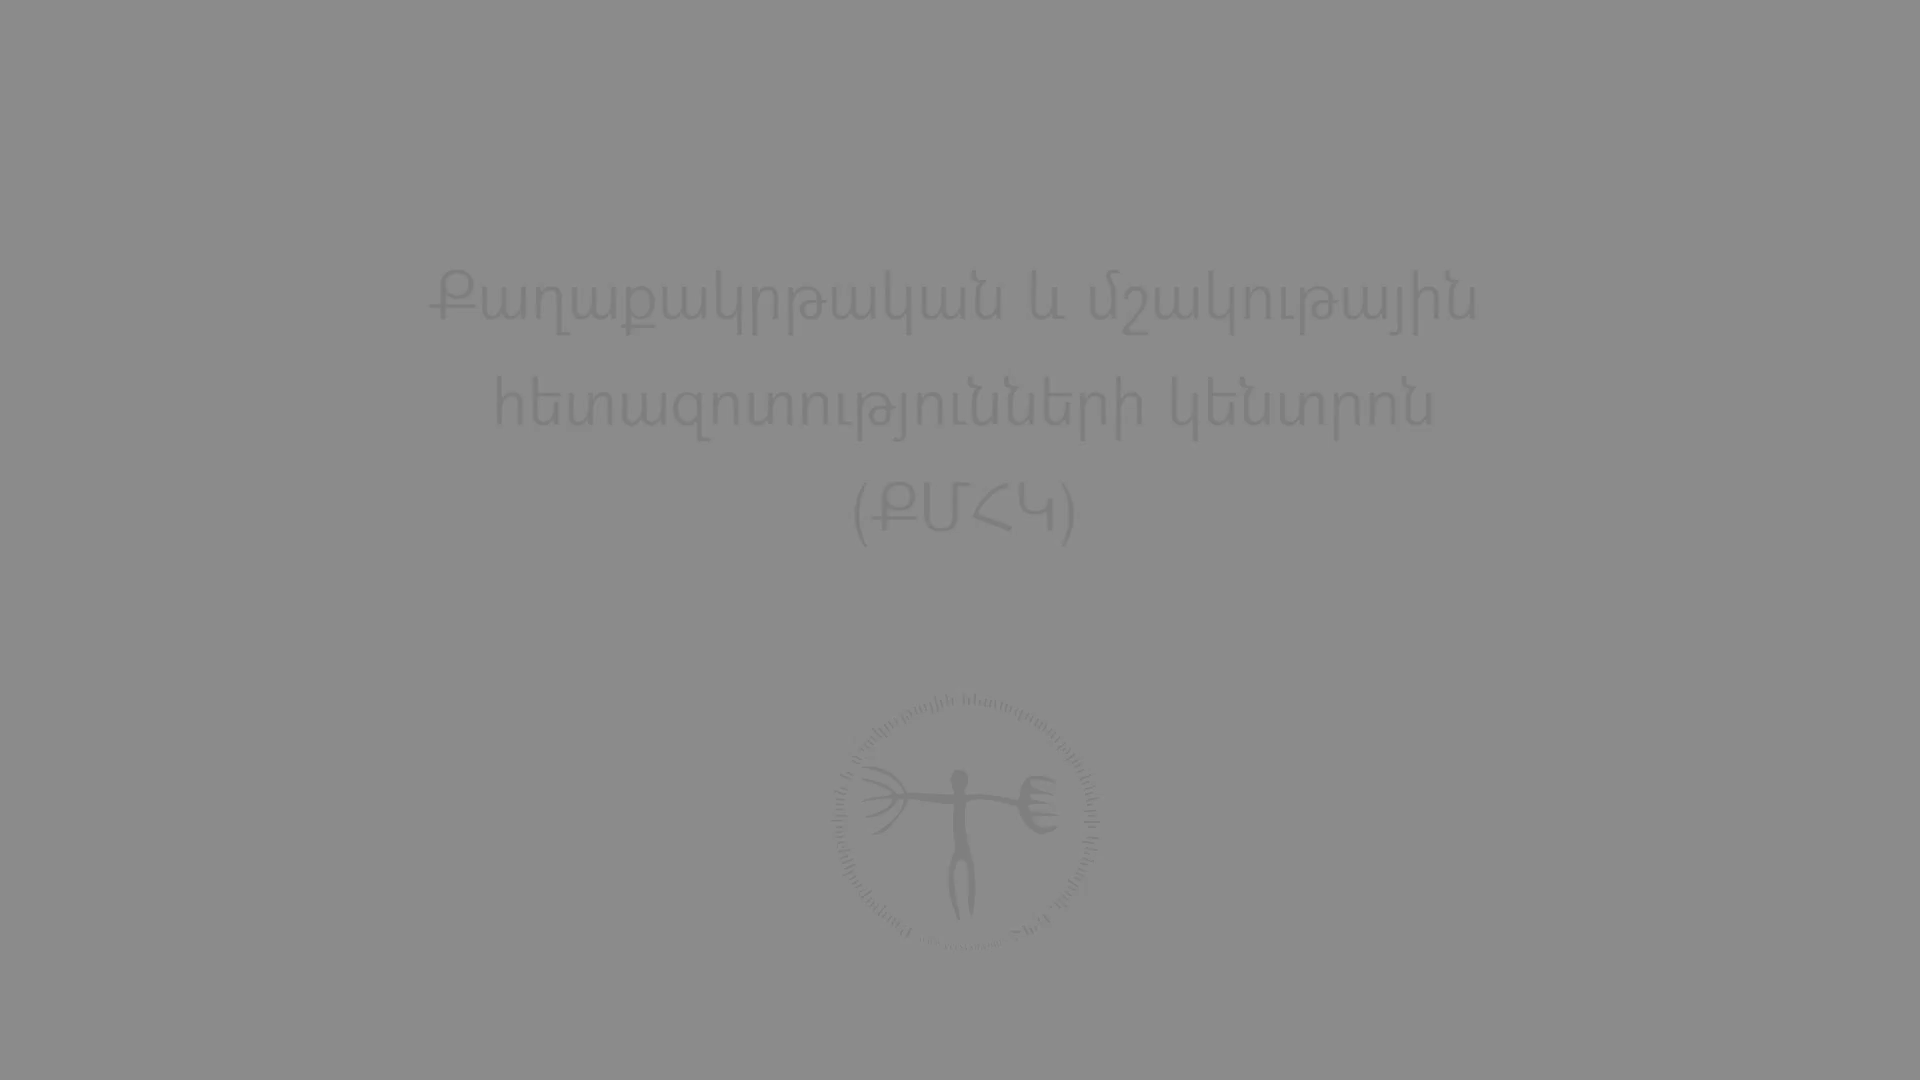 Քաղաքակրթական և մշակութային
հետազոտությունների կենտրոն
(ՔՄՀԿ)